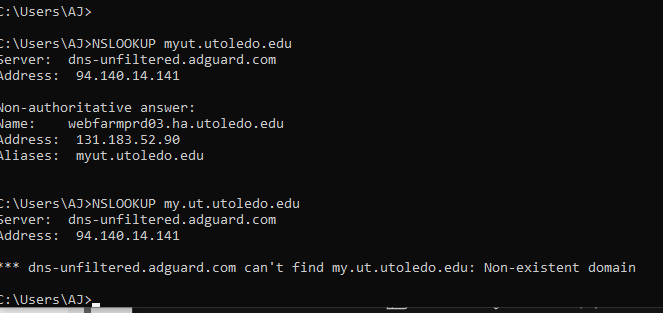 C:\Users\AJ>
C:\Users\AJ>NSLOOKUP myut.utoledo.edu
Server:  dns-unfiltered.adguard.com
Address:  94.140.14.141
Non-authoritative answer:
Name:    webfarmprd03.ha.utoledo.edu
Address:  131.183.52.90
Aliases:  myut.utoledo.edu
C:\Users\AJ>NSLOOKUP my.ut.utoledo.edu
Server:  dns-unfiltered.adguard.com
Address:  94.140.14.141
*** dns-unfiltered.adguard.com can't find my.ut.utoledo.edu: Non-existent domain
C:\Users\AJ>